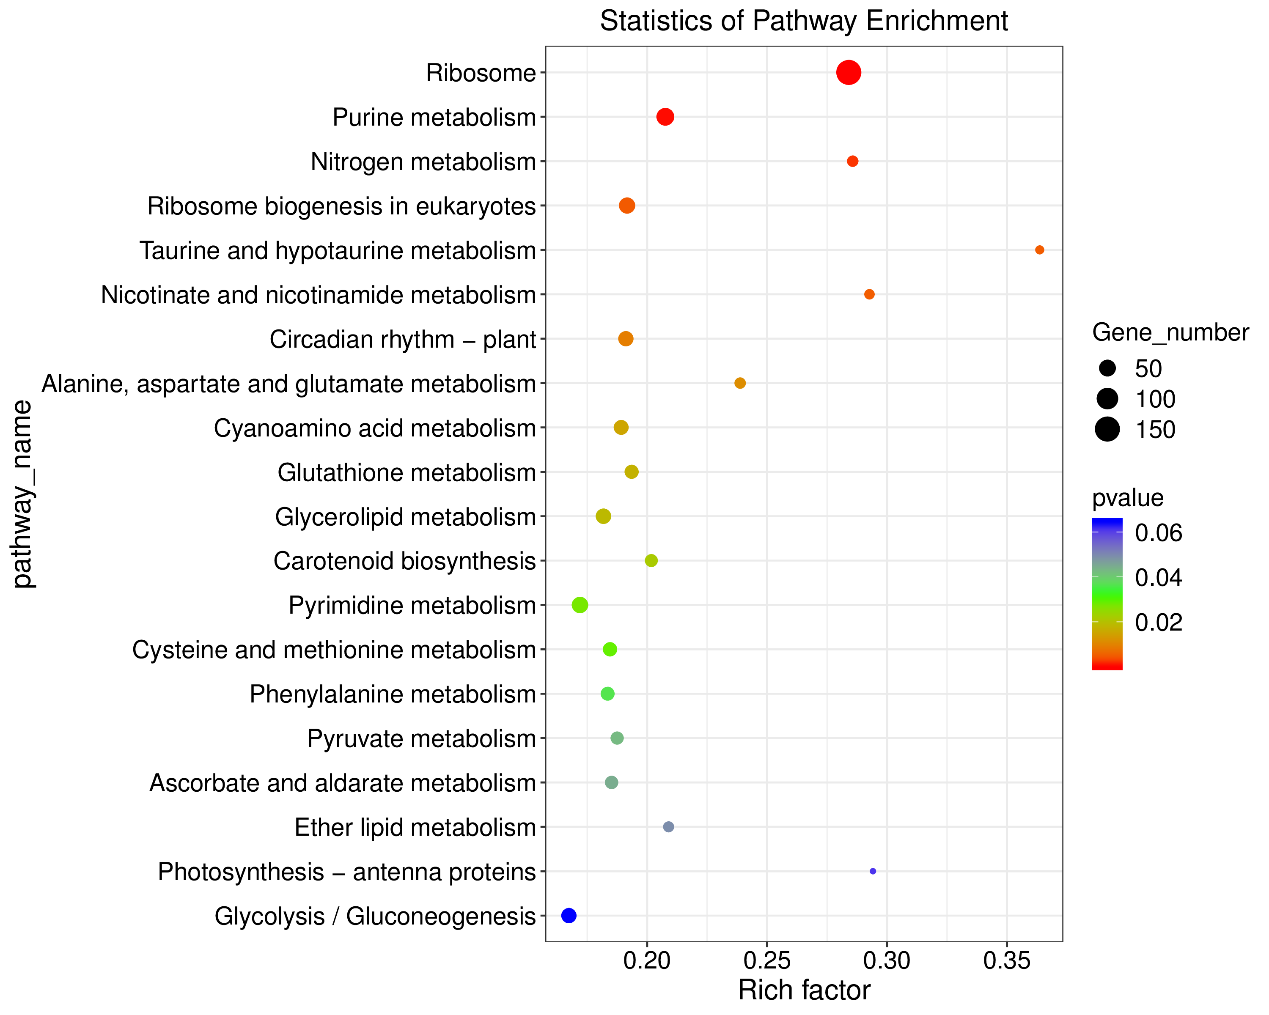 Statistics of Pathway Enrichment
pathway_name
Ribosome
Purine metabolism
Nitrogen metabolism
Ribosome biogenesis in eukaryotes
Taurine and hypotaurine metabolism
Nicotinate and nicotinamide metabolism
Circadian rhythm − plant
Alanine, aspartate and glutamate metabolism
Cyanoamino acid metabolism
Glutathione metabolism
Glycerolipid metabolism
Carotenoid biosynthesis
Pyrimidine metabolism
Cysteine and methionine metabolism
Phenylalanine metabolism
Pyruvate metabolism
Ascorbate and aldarate metabolism
Ether lipid metabolism
Photosynthesis − antenna proteins
Glycolysis / Gluconeogenesis
0.20 0.25 0.30 0.35
Rich factor
Gene_number
50
100
150
pvalue
0.06
0.04
0.02